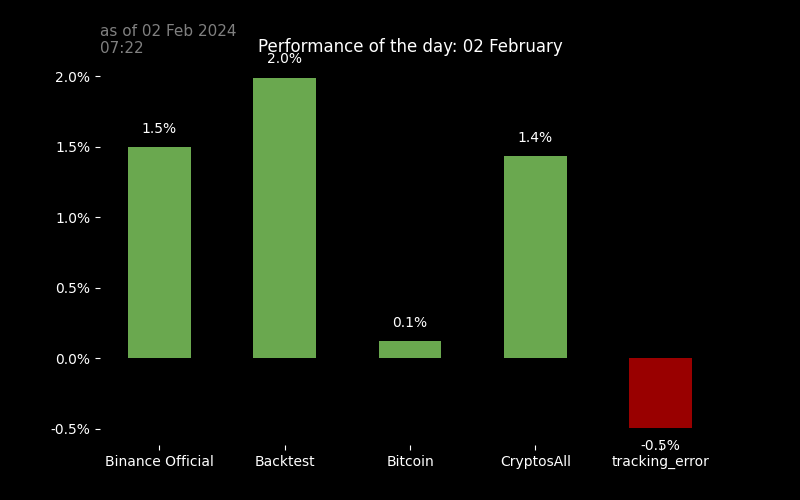 as of 02 Feb 2024
07:22
Performance of the day: 02 February
2.0%
2.0%
1.5%
1.5%
1.4%
1.0%
0.5%
0.1%
0.0%
-0.5%
-0.5%
Binance Official
Backtest
Bitcoin
CryptosAll
tracking_error